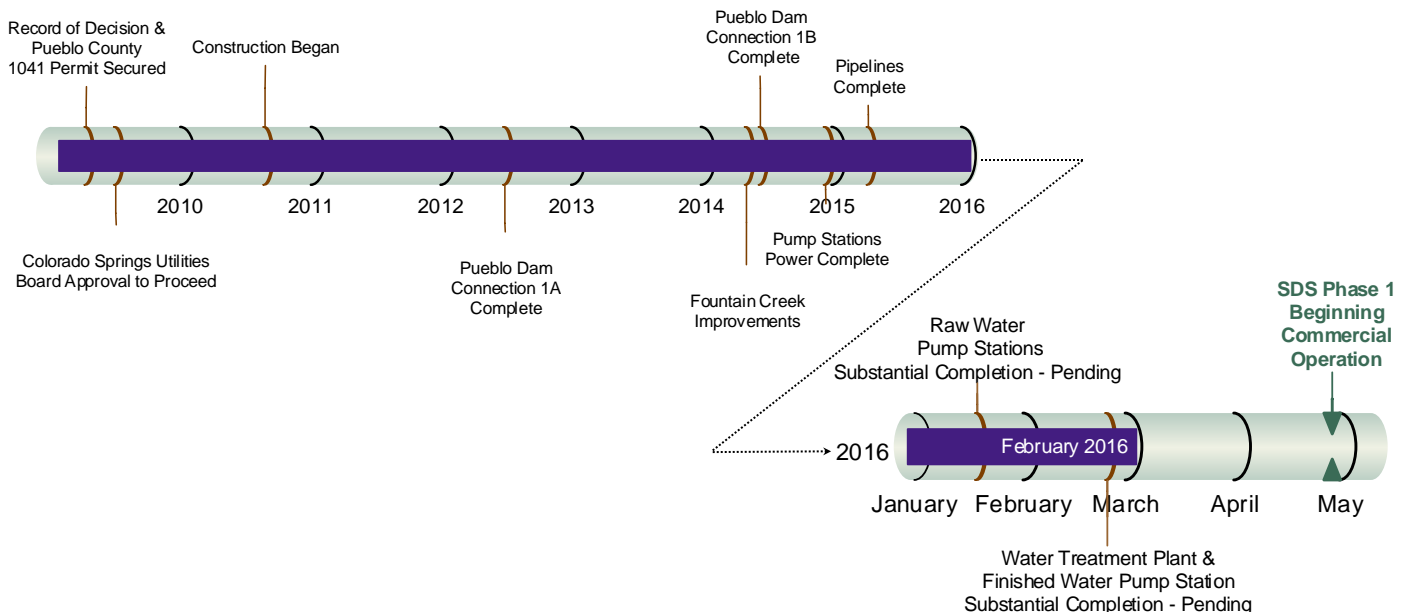 Record of Decision &
Pueblo County
1041 Permit Secured
Construction Began
Pueblo Dam
Connection 1B
Complete
Pipelines
Complete
2010
2011
2012
2013
2014
2015
2016
Colorado Springs Utilities
Board Approval to Proceed
Pueblo Dam
Connection 1A
Complete
Fountain Creek
Improvements
Pump Stations
Power Complete
SDS Phase 1
Beginning
Commercial
Operation
Raw Water
Pump Stations
Substantial Completion - Pending
2016
February 2016
January
February
March
April
May
Water Treatment Plant &
Finished Water Pump Station
Substantial Completion - Pending